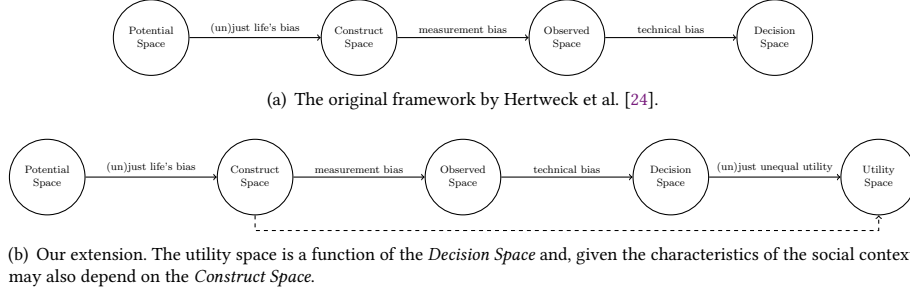 (un)just life's bias
measurement bias
technical bias
Potential
Space
Construct
Space
Observed
Space
Decision
Space
(a) The original framework by Hertweck et al. [24].
(un)just life's bias
measurement bias
technical bias
(un)just unequal utility
Potential
Space
Construct
Space
Observed
Space
Decision
Space
Utility
Space
(b) Our extension. The utility space is a function of the Decision Space and, given the characteristics of the social contex
may also depend on the Construct Space.